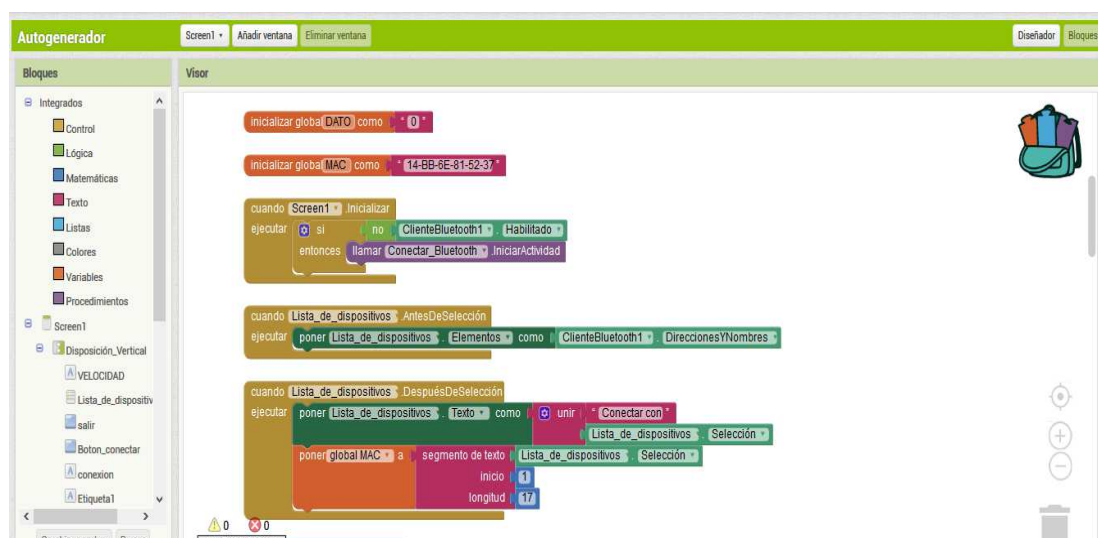 Autogenerador Screen1 Añadir ventana Eliminar ventana Diseñador Bloques
Bloques
Integrados
Control
Lógica
Matemáticas
Texto
Listas
Colores
Variables
Procedimientos
Screen1
Disposición_Vertical
VELOCIDAD
Lista_de_dispositiv
salir
Boton_conectar
conexion
Etiqueta1
Visor
inicializar global DATO como " 0 "
inicializar global MAC como " 14-BB-6E-81-52-37 "
cuando Screen1 .Inicializar
ejecutar si no ClienteBluetooth1 . Habilitado
entonces llamar Conectar_Bluetooth .IniciarActividad
cuando Lista_de_dispositivos .AntesDeSelección
ejecutar poner Lista_de_dispositivos . Elementos como ClienteBluetooth1 . DireccionesYNombres
cuando Lista_de_dispositivos .DespuésDeSelección
ejecutar poner Lista_de_dispositivos . Texto como unir " Conectar con "
Lista_de_dispositivos . Selección
poner global MAC a segmento de texto Lista_de_dispositivos . Selección
inicio 1
longitud 17
0 0